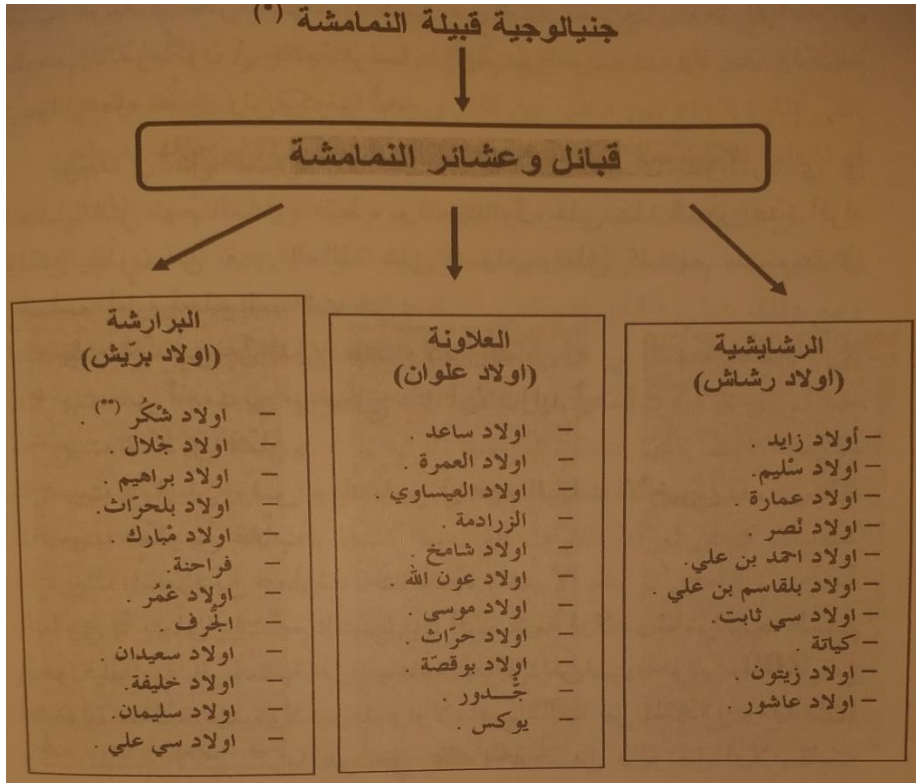 جنيالوجية قبيلة النمامشة (*)
قبائل وعشائر النمامشة
الرشايشية
(اولاد رشاش)
– أولاد زايد .
– اولاد سْليم.
– اولاد عمارة .
– اولاد نَصر .
– اولاد احمد بن علي.
– اولاد بلقاسم بن علي .
– اولاد سي ثابت.
– كياتة
– اولاد زيتون .
– اولاد عاشور .
العلاونة
(اولاد علوان)
– اولاد ساعد .
– اولاد العمرة .
– اولاد العيساوي .
– الزرادمة
– اولاد شامخ .
– اولاد عون الله
– اولاد موسى .
– اولاد حرّاث .
– اولاد بوقصّة
– خْـــدور .
– يوكس .
البرارشة
(اولاد برّيش)
– اولاد شكُر (**) .
– اولاد جْلال .
– اولاد براهيم .
– اولاد بلحرّاث.
– اولاد مْبارك .
– فراحنة.
– اولاد عَمُر .
– الجُرف .
– اولاد سعيدان .
– اولاد خليفة.
– اولاد سليمان.
– اولاد سي علي .